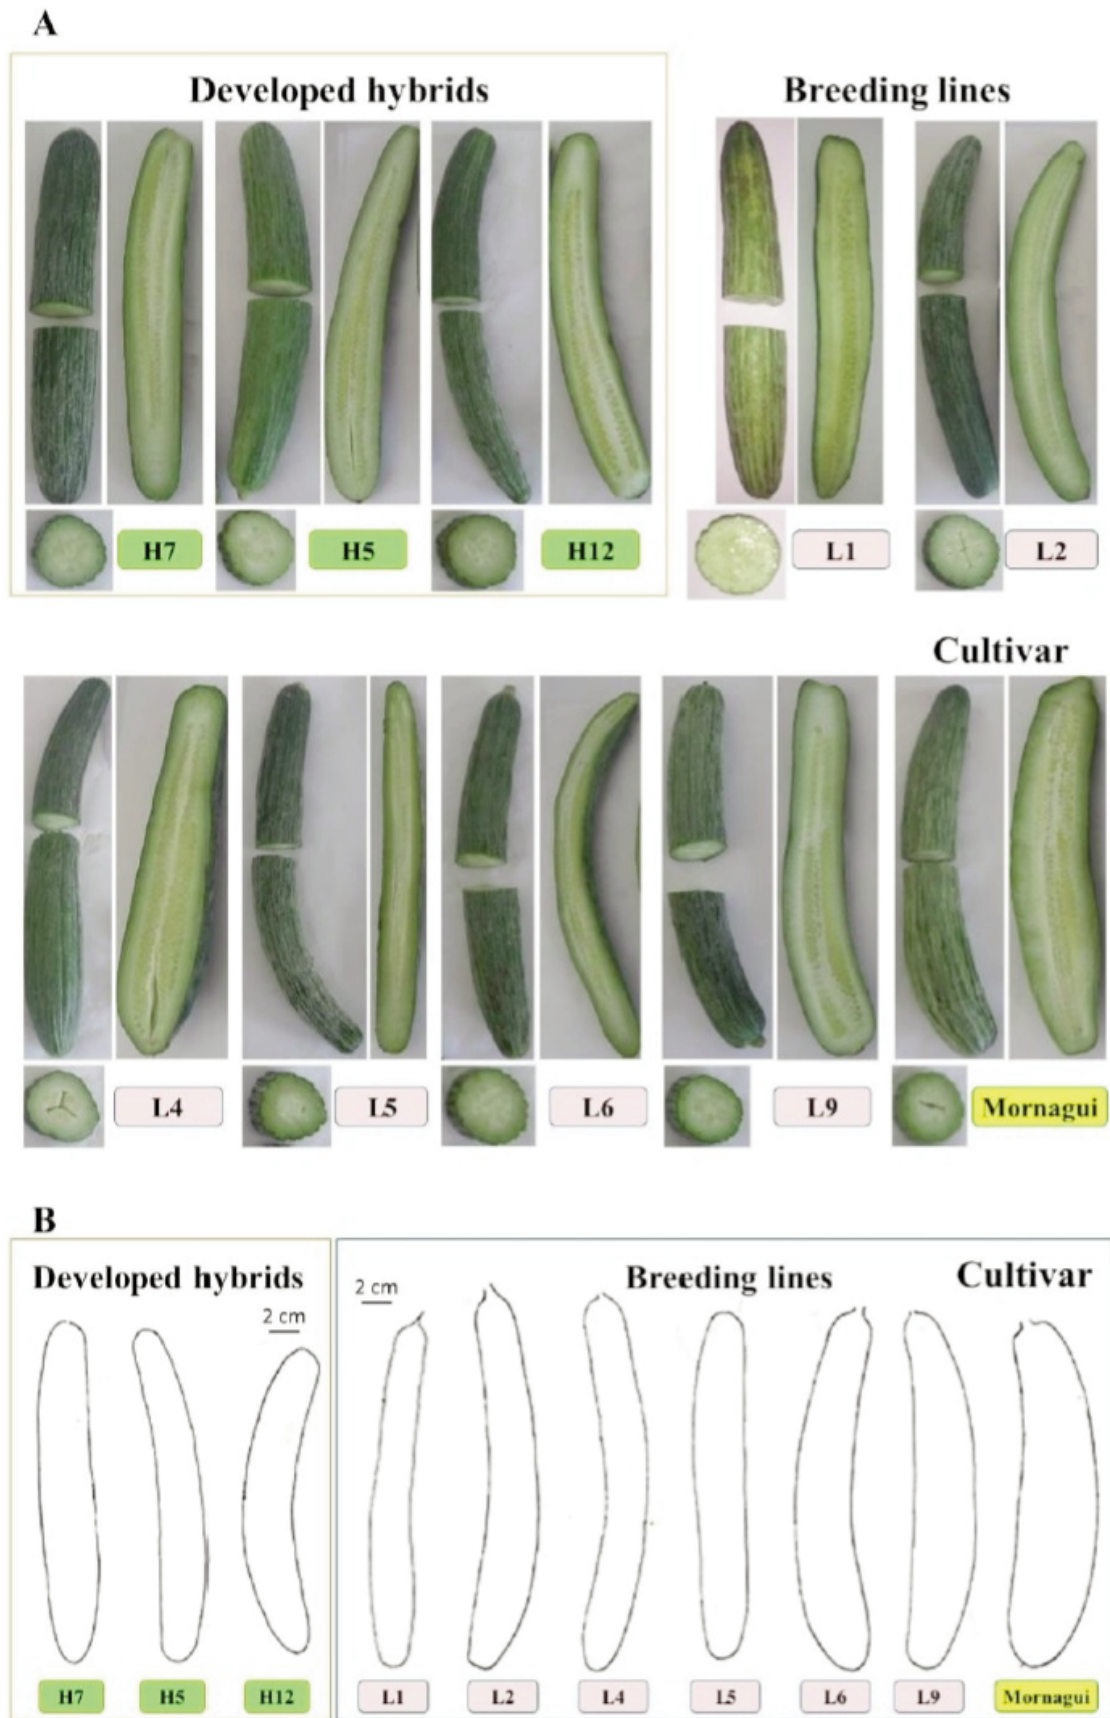 A
Developed hybrids
Breeding lines
H7
H5
H12
L1
L2
Cultivar
L4
L5
L6
L9
Mornagui
B
Developed hybrids
Breeding lines
Cultivar
2 cm
2 cm
H7
H5
H12
L1
L2
L4
L5
L6
L9
Mornagui